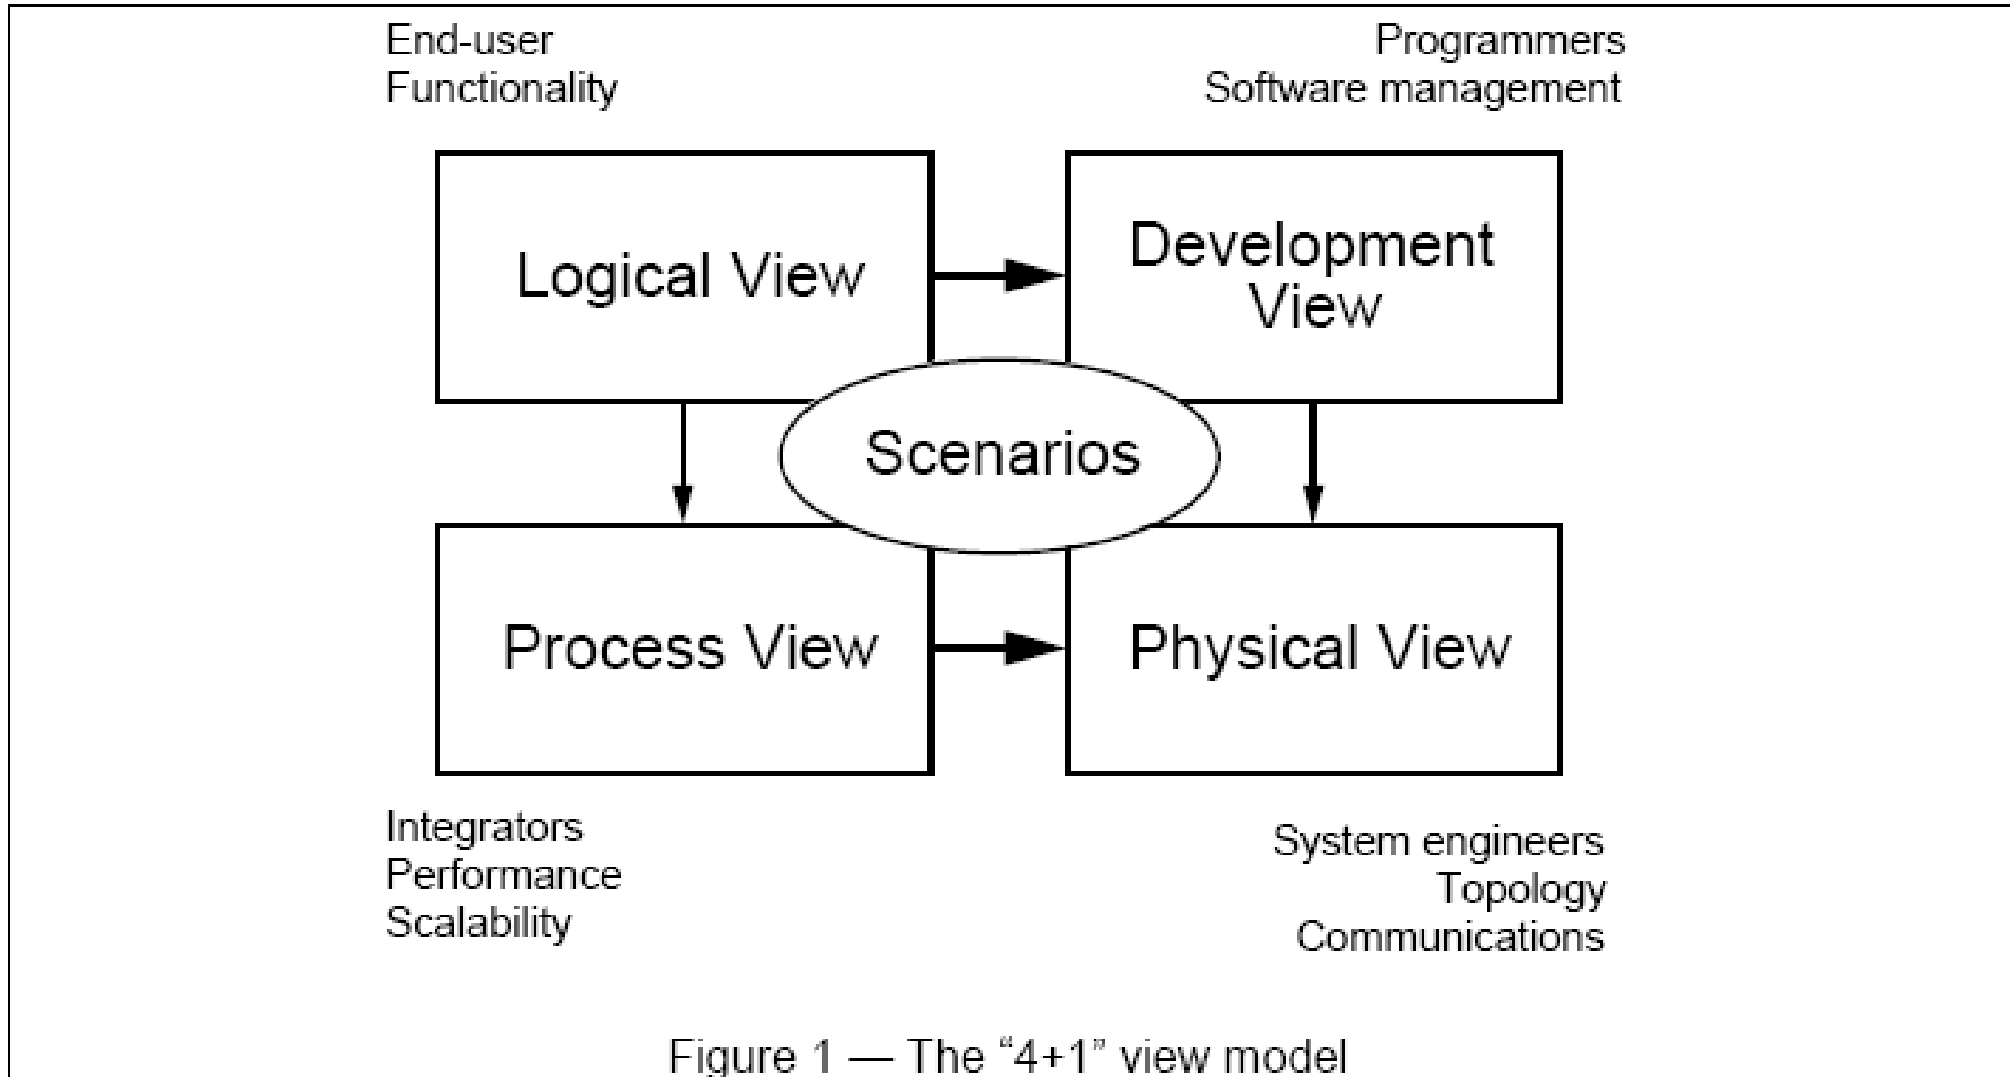 End-user
Functionality
Programmers
Software management
Logical View
Development
View
Scenarios
Process View
Physical View
Integrators
Performance
Scalability
System engineers
Topology
Communications
Figure 1 — The “4+1” view model